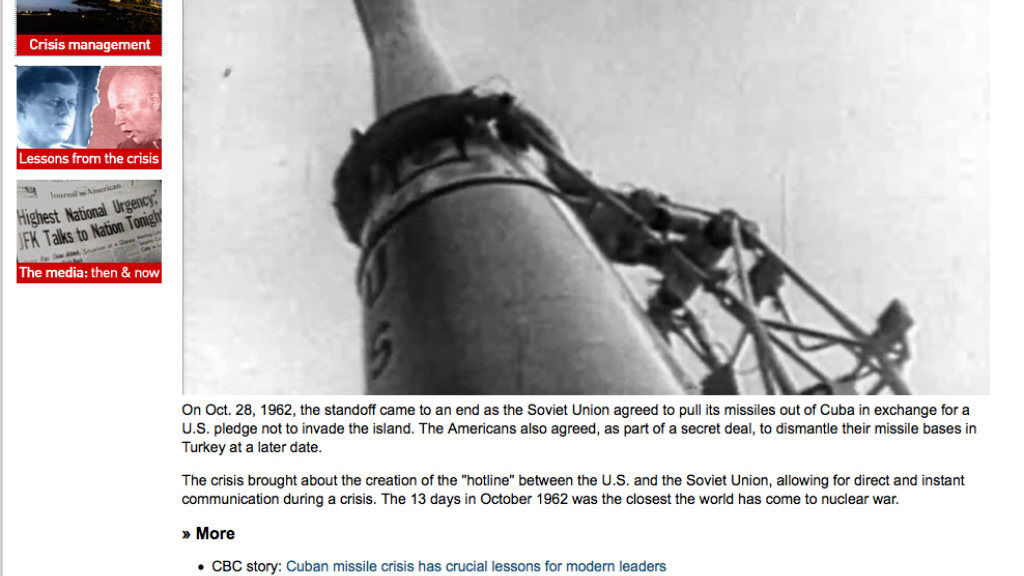 Crisis management
Lessons from the crisis
Journal American
Highest National Urgency;
JFK Talks to Nation Tonight
The media: then & now
U
S
On Oct. 28, 1962, the standoff came to an end as the Soviet Union agreed to pull its missiles out of Cuba in exchange for a
U.S. pledge not to invade the island. The Americans also agreed, as part of a secret deal, to dismantle their missile bases in
Turkey at a later date.
The crisis brought about the creation of the "hotline" between the U.S. and the Soviet Union, allowing for direct and instant
communication during a crisis. The 13 days in October 1962 was the closest the world has come to nuclear war.
» More
• CBC story: Cuban missile crisis has crucial lessons for modern leaders